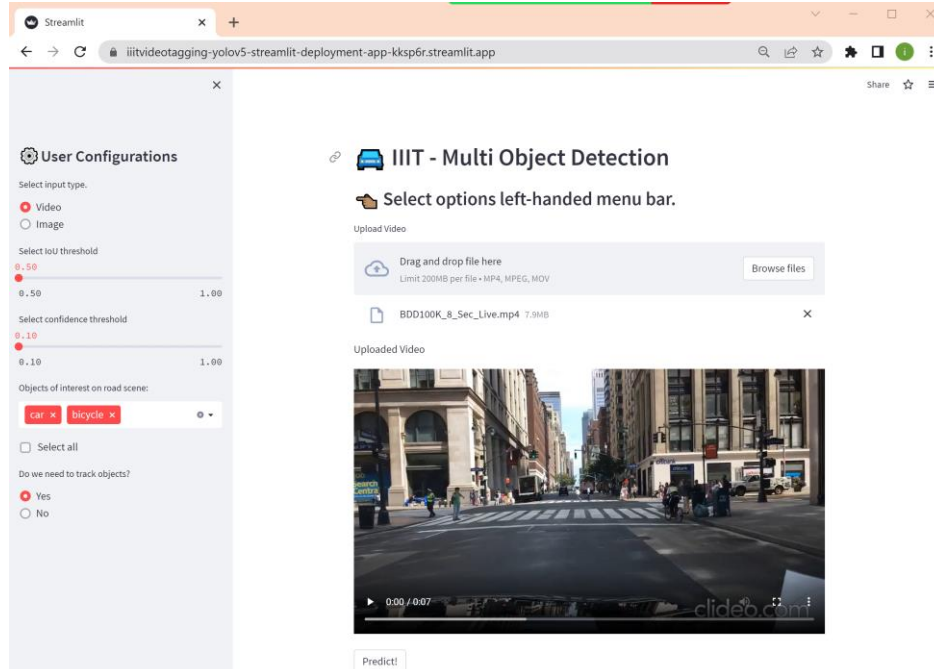 Streamlit
iiitvideotagging-yolov5-streamlit-deployment-app-kksp6r.streamlit.app
i
Share
User Configurations
Select input type.
Video
Image
Select IoU threshold
0.50
0.50 1.00
Select confidence threshold
0.10
0.10 1.00
Objects of interest on road scene:
car × bicycle ×
Select all
Do we need to track objects?
Yes
No
IIIT - Multi Object Detection
Select options left-handed menu bar.
Upload Video
Drag and drop file here
Limit 200MB per file • MP4, MPEG, MOV
Browse files
BDD100K_8_Sec_Live.mp4 7.9MB
Uploaded Video
Search
Centra
0:00 / 0:07
clideo.com
Predict!